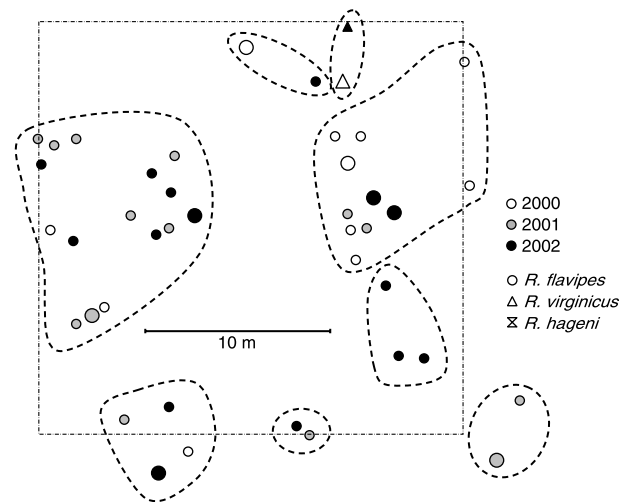 2000
2001
2002
R. flavipes
R. virginicus
R. hageni
10 m